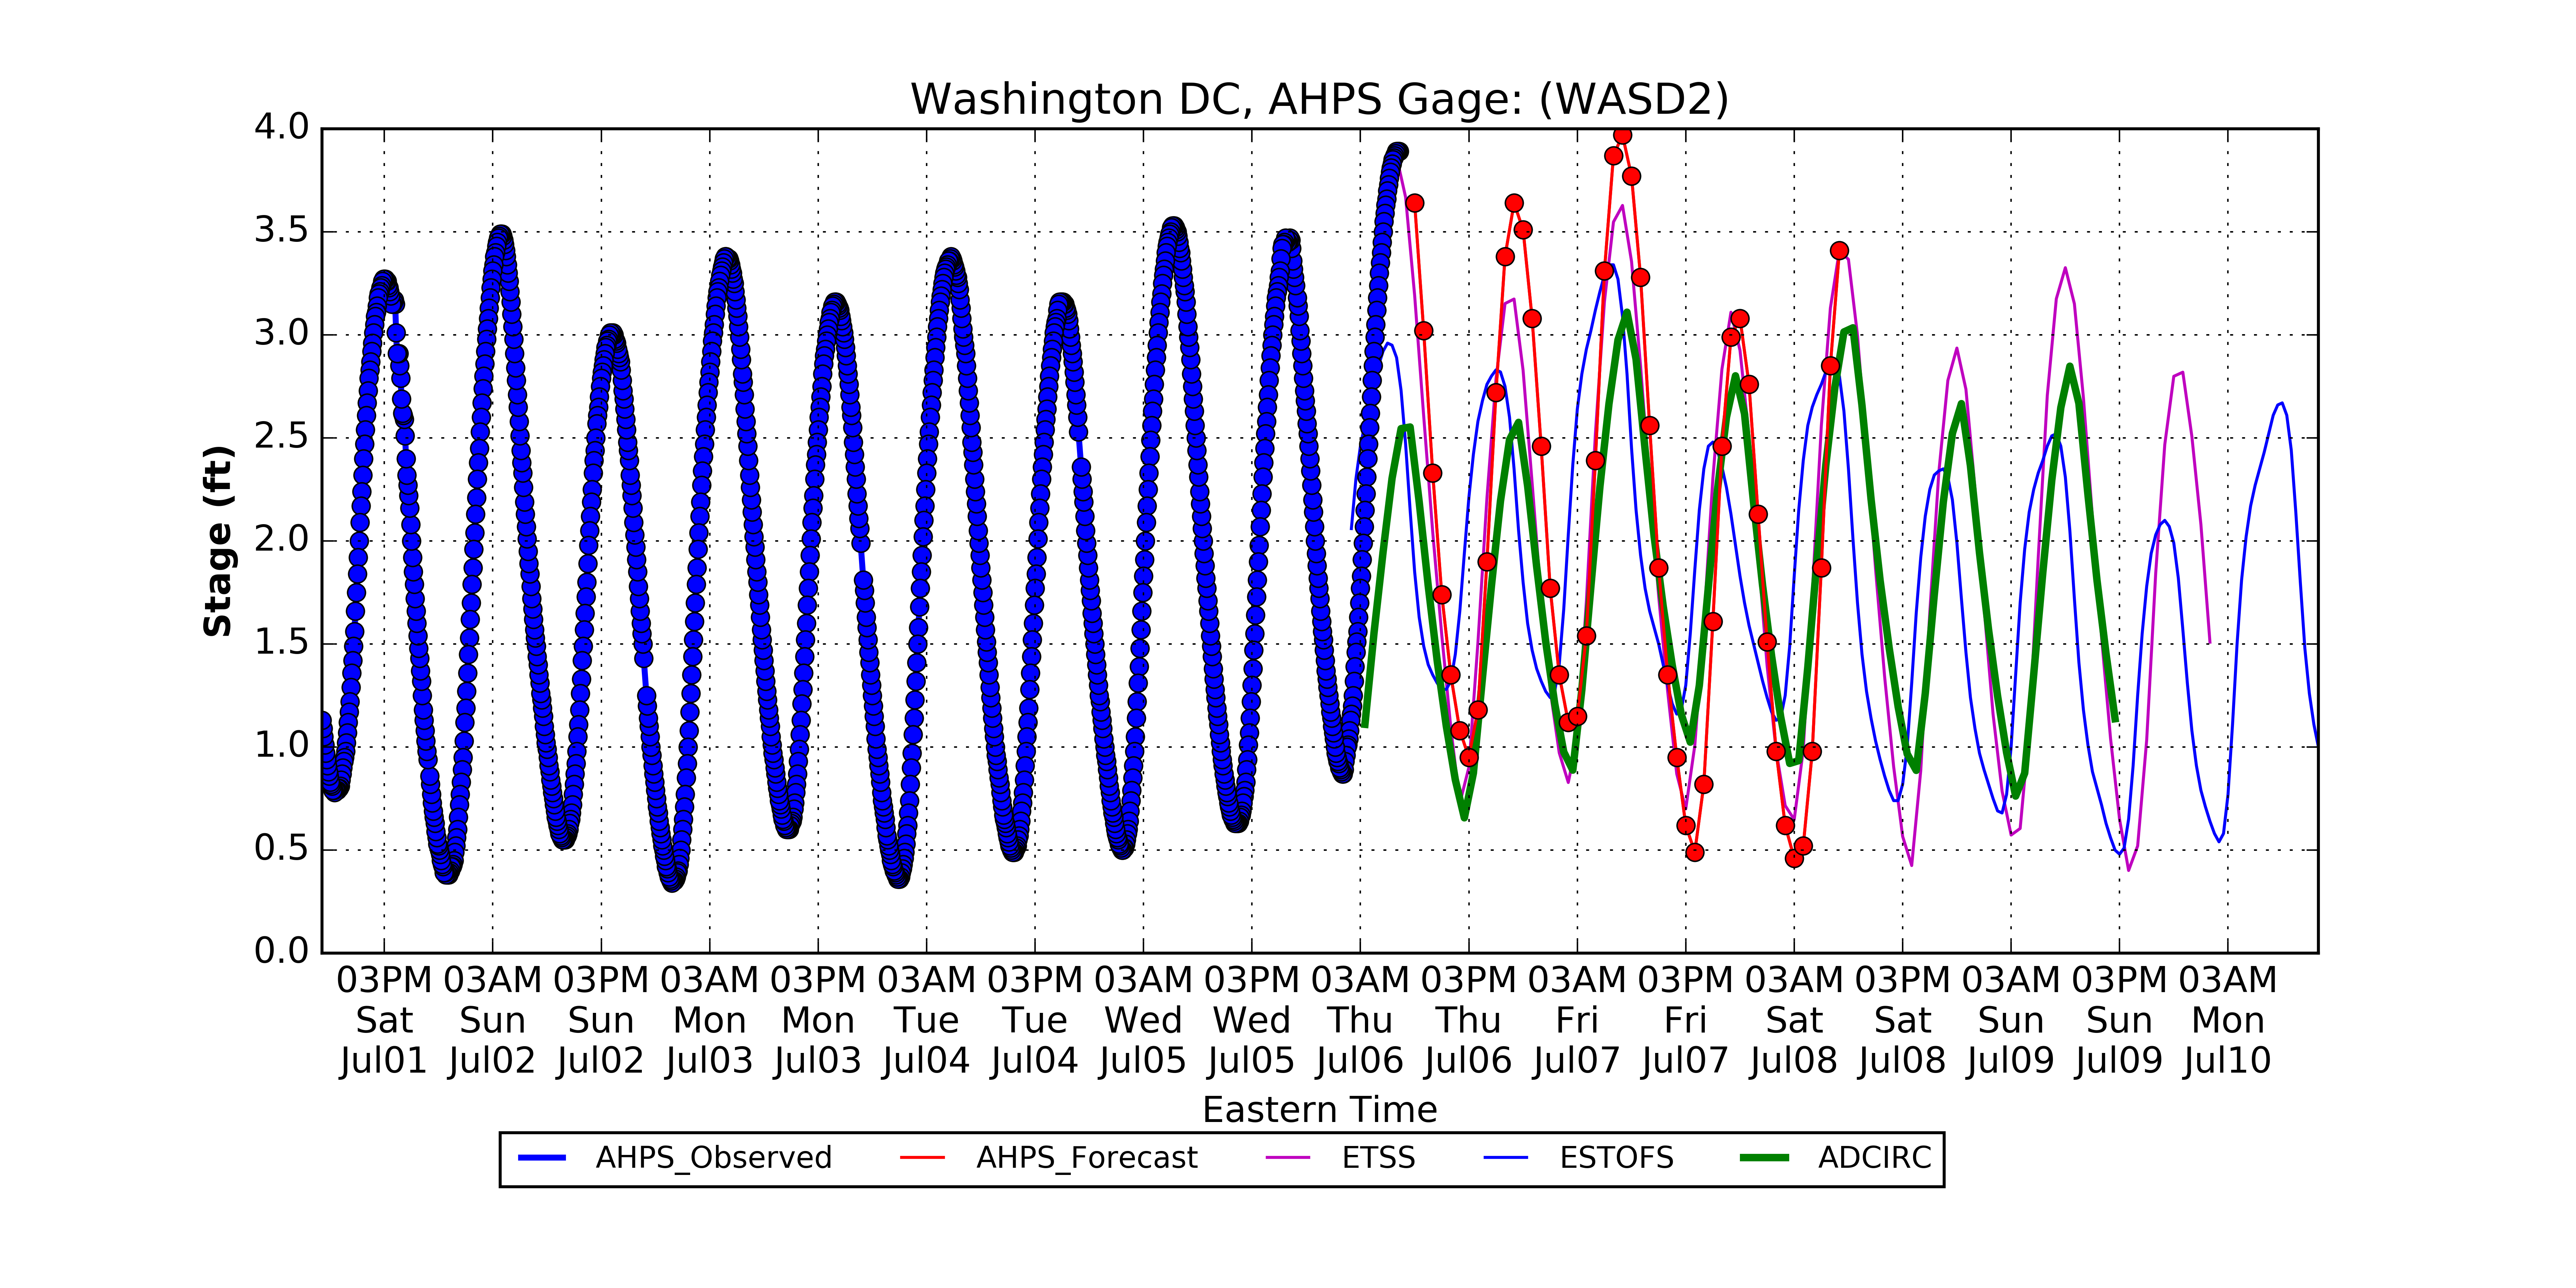 Washington DC, AHPS Gage: (WASD2)
4.0
3.5
3.0
2.5
2.0
1.5
1.0
0.5
0.0
Stage (ft)
03PM 03AM 03PM 03AM 03PM 03AM 03PM 03AM 03PM 03AM 03PM 03AM 03PM 03AM 03PM 03AM 03PM 03AM
Sat Sun Sun Mon Mon Tue Tue Wed Wed Thu Thu Fri Fri Sat Sat Sun Sun Mon
Jul01 Jul02 Jul02 Jul03 Jul03 Jul04 Jul04 Jul05 Jul05 Jul06 Jul06 Jul07 Jul07 Jul08 Jul08 Jul09 Jul09 Jul10
Eastern Time
AHPS_Observed AHPS_Forecast ETSS ESTOFS ADCIRC